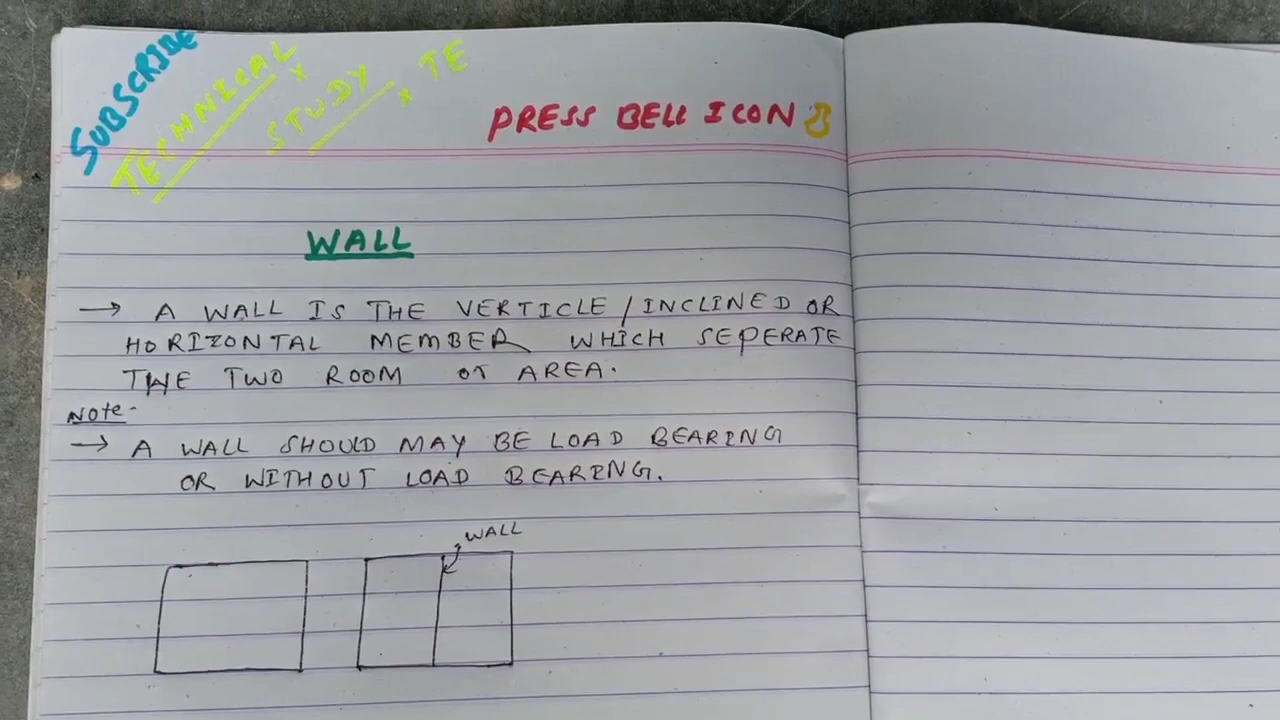 SUBSCRIBE
TECHNICAL x
STUDY x TE
PRESS BELL ICON
WALL
→ A WALL IS THE VERTICLE / INCLINED OR
HORIZONTAL MEMBER WHICH SEPERATE
THE TWO ROOM or AREA.
Note-
→ A WALL SHOULD MAY BE LOAD BEARING
OR WITHOUT LOAD BEARING.
WALL